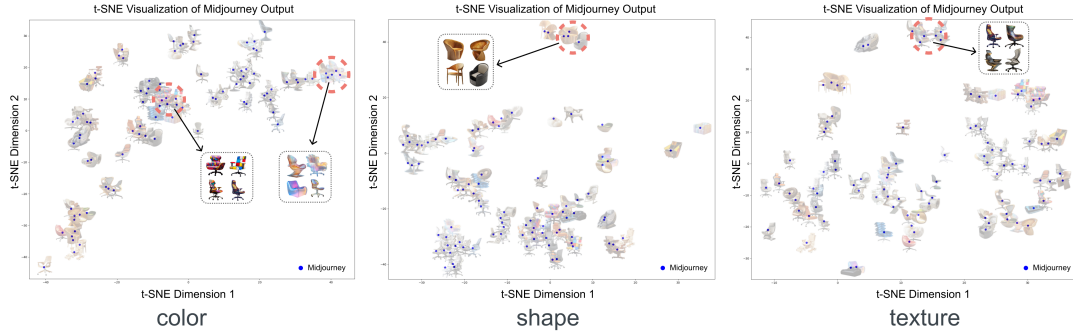 t-SNE Visualization of Midjourney Output
t-SNE Dimension 2
Midjourney
t-SNE Dimension 1
color
t-SNE Visualization of Midjourney Output
t-SNE Dimension 2
Midjourney
t-SNE Dimension 1
shape
t-SNE Visualization of Midjourney Output
t-SNE Dimension 2
Midjourney
t-SNE Dimension 1
texture